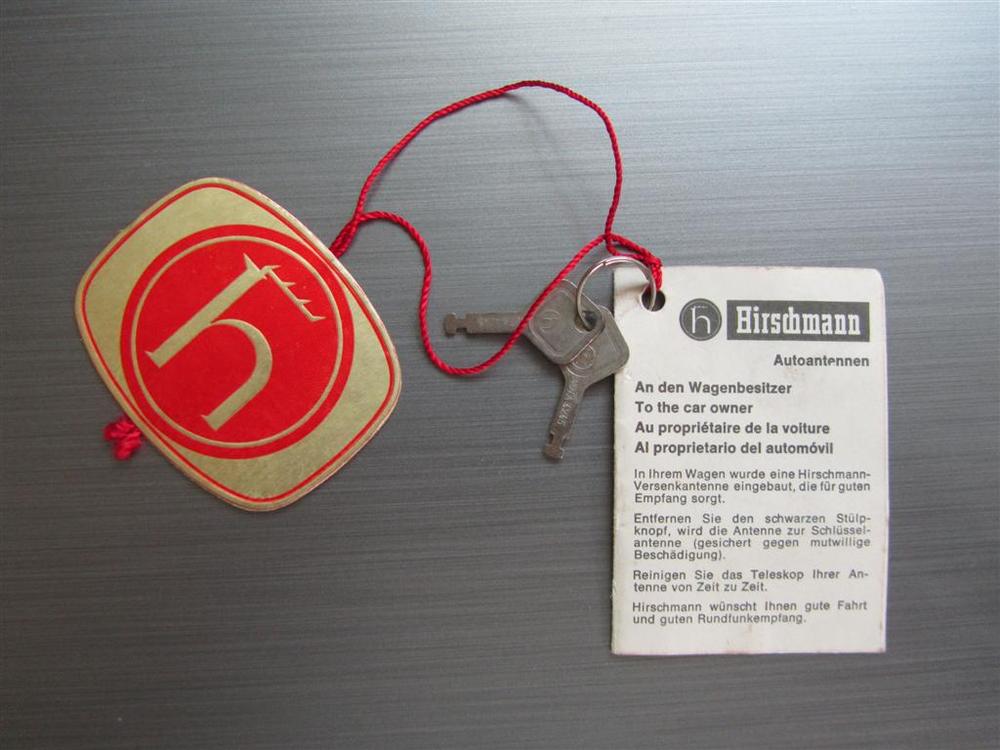 h
h Hirschmann
Autoantennen
An den Wagenbesitzer
To the car owner
Au propriétaire de la voiture
Al proprietario del automóvil
In Ihrem Wagen wurde eine Hirschmann-
Versenkantenne eingebaut, die für guten
Empfang sorgt.
Entfernen Sie den schwarzen Stülp-
knopf, wird die Antenne zur Schlüssel-
antenne (gesichert gegen mutwillige
Beschädigung).
Reinigen Sie das Teleskop Ihrer An-
tenne von Zeit zu Zeit.
Hirschmann wünscht Ihnen gute Fahrt
und guten Rundfunkempfang.